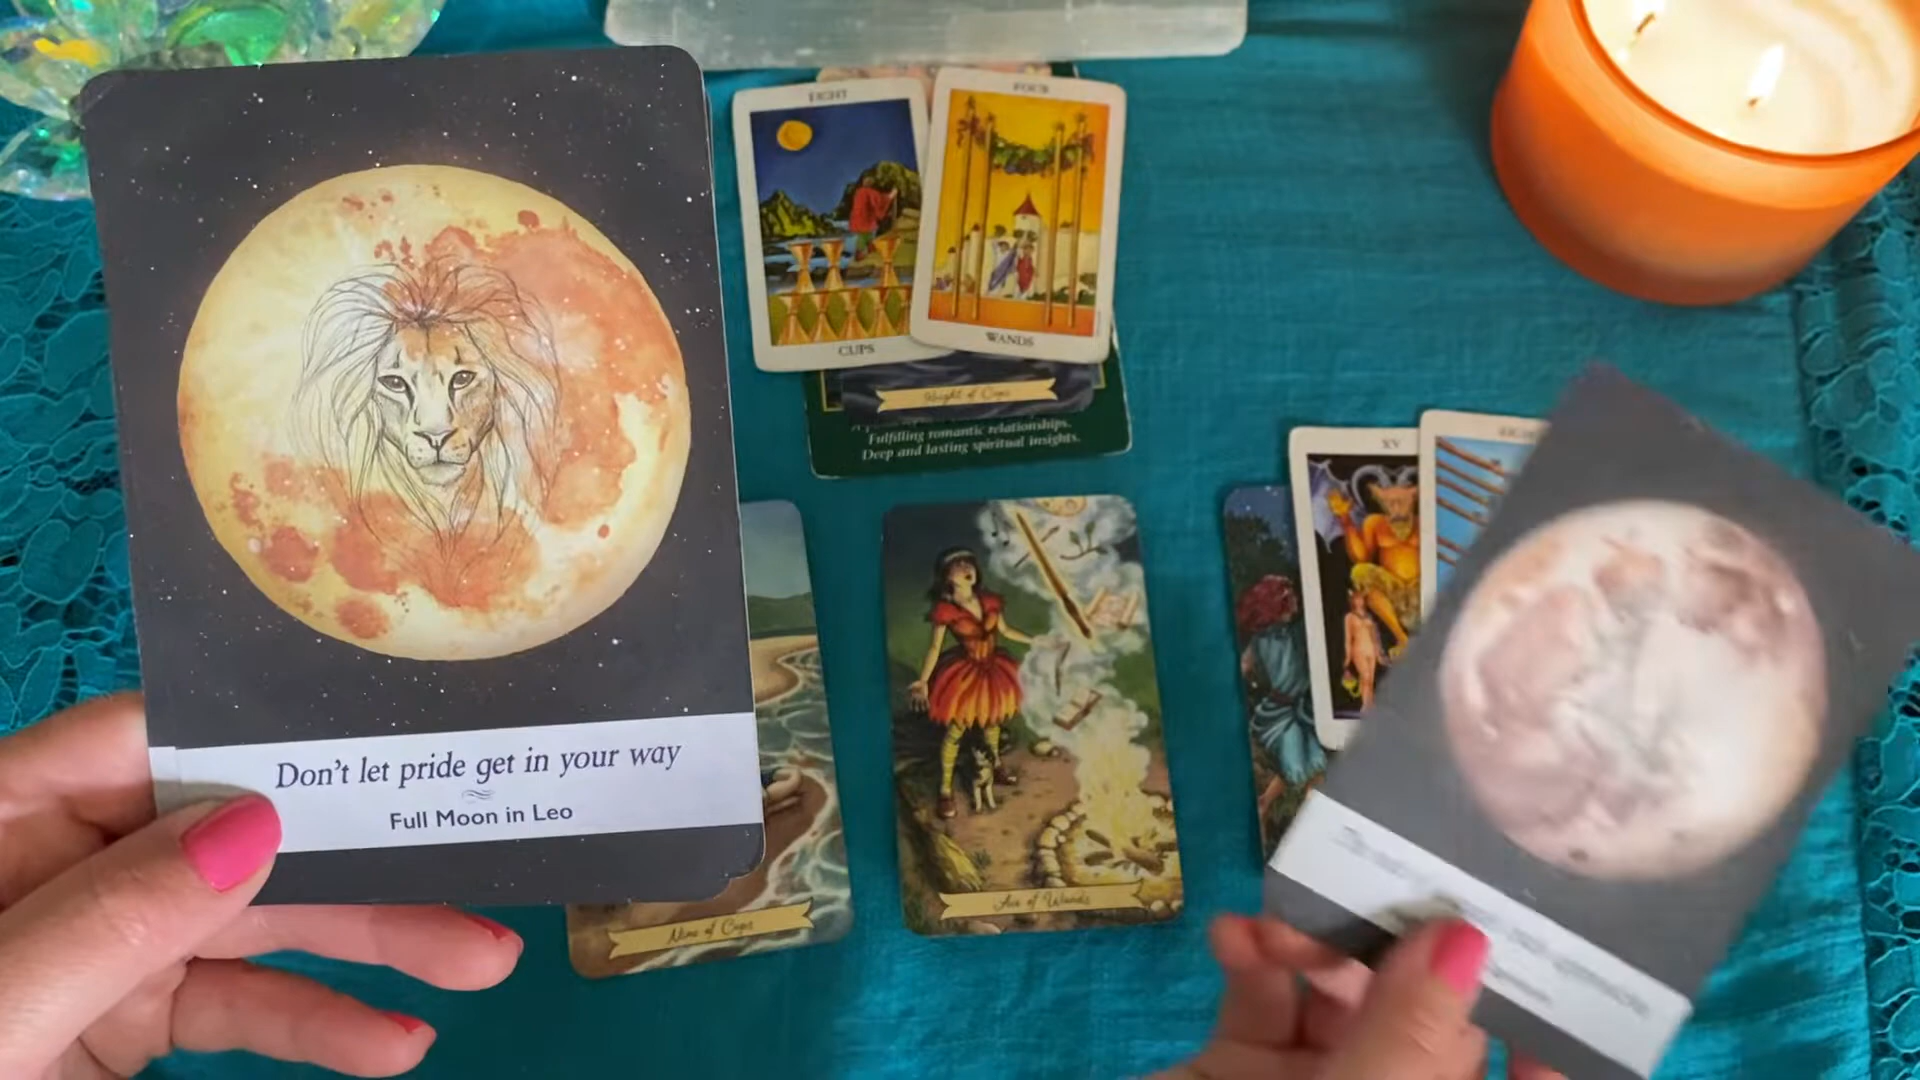 EIGHT
CUPS
FOUR
WANDS
Knight of Cups
Fulfilling romantic relationships.
Deep and lasting spiritual insights.
XV
Don't let pride get in your way
Full Moon in Leo
Nine of Cups
Ace of Wands